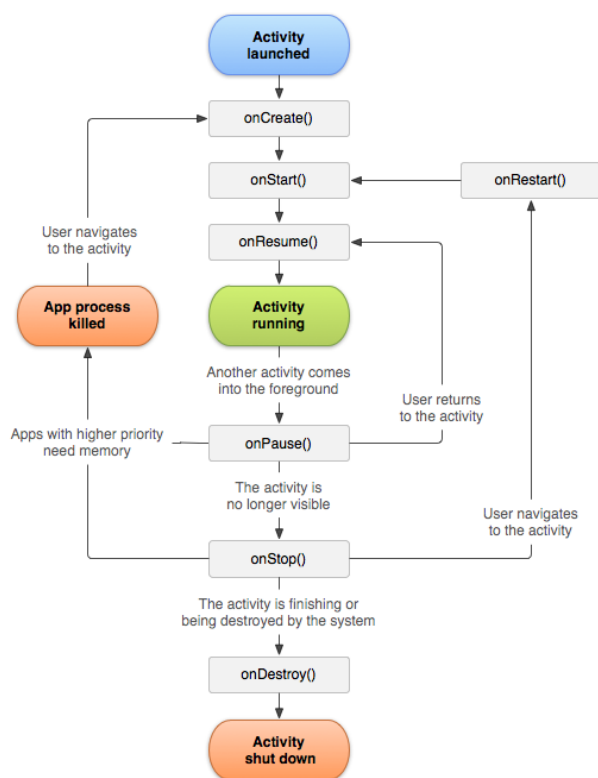 Activity
launched
onCreate()
onStart()
onRestart()
User navigates
to the activity
onResume()
App process
killed
Activity
running
Another activity comes
into the foreground
User returns
to the activity
Apps with higher priority
need memory
onPause()
The activity is
no longer visible
User navigates
to the activity
onStop()
The activity is finishing or
being destroyed by the system
onDestroy()
Activity
shut down